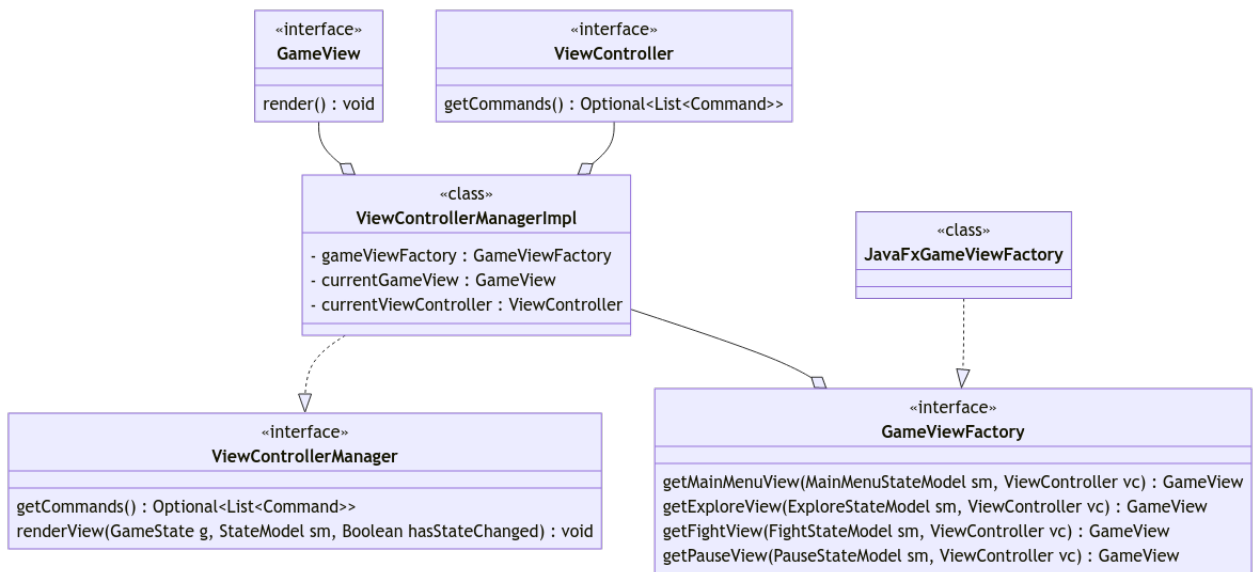 «interface»
GameView
render() : void
«interface»
ViewController
getCommands() : Optional<List<Command>>
«class»
ViewControllerManagerImpl
- gameViewFactory : GameViewFactory
- currentGameView : GameView
- currentViewController : ViewController
«class»
JavaFxGameViewFactory
«interface»
ViewControllerManager
getCommands() : Optional<List<Command>>
renderView(GameState g, StateModel sm, Boolean hasStateChanged) : void
«interface»
GameViewFactory
getMainMenuView(MainMenuStateModel sm, ViewController vc) : GameView
getExploreView(ExploreStateModel sm, ViewController vc) : GameView
getFightView(FightStateModel sm, ViewController vc) : GameView
getPauseView(PauseStateModel sm, ViewController vc) : GameView